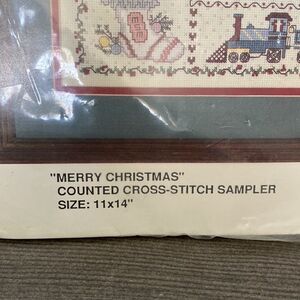 "MERRY CHRISTMAS"
COUNTED CROSS-STITCH SAMPLER
SIZE: 11x14"